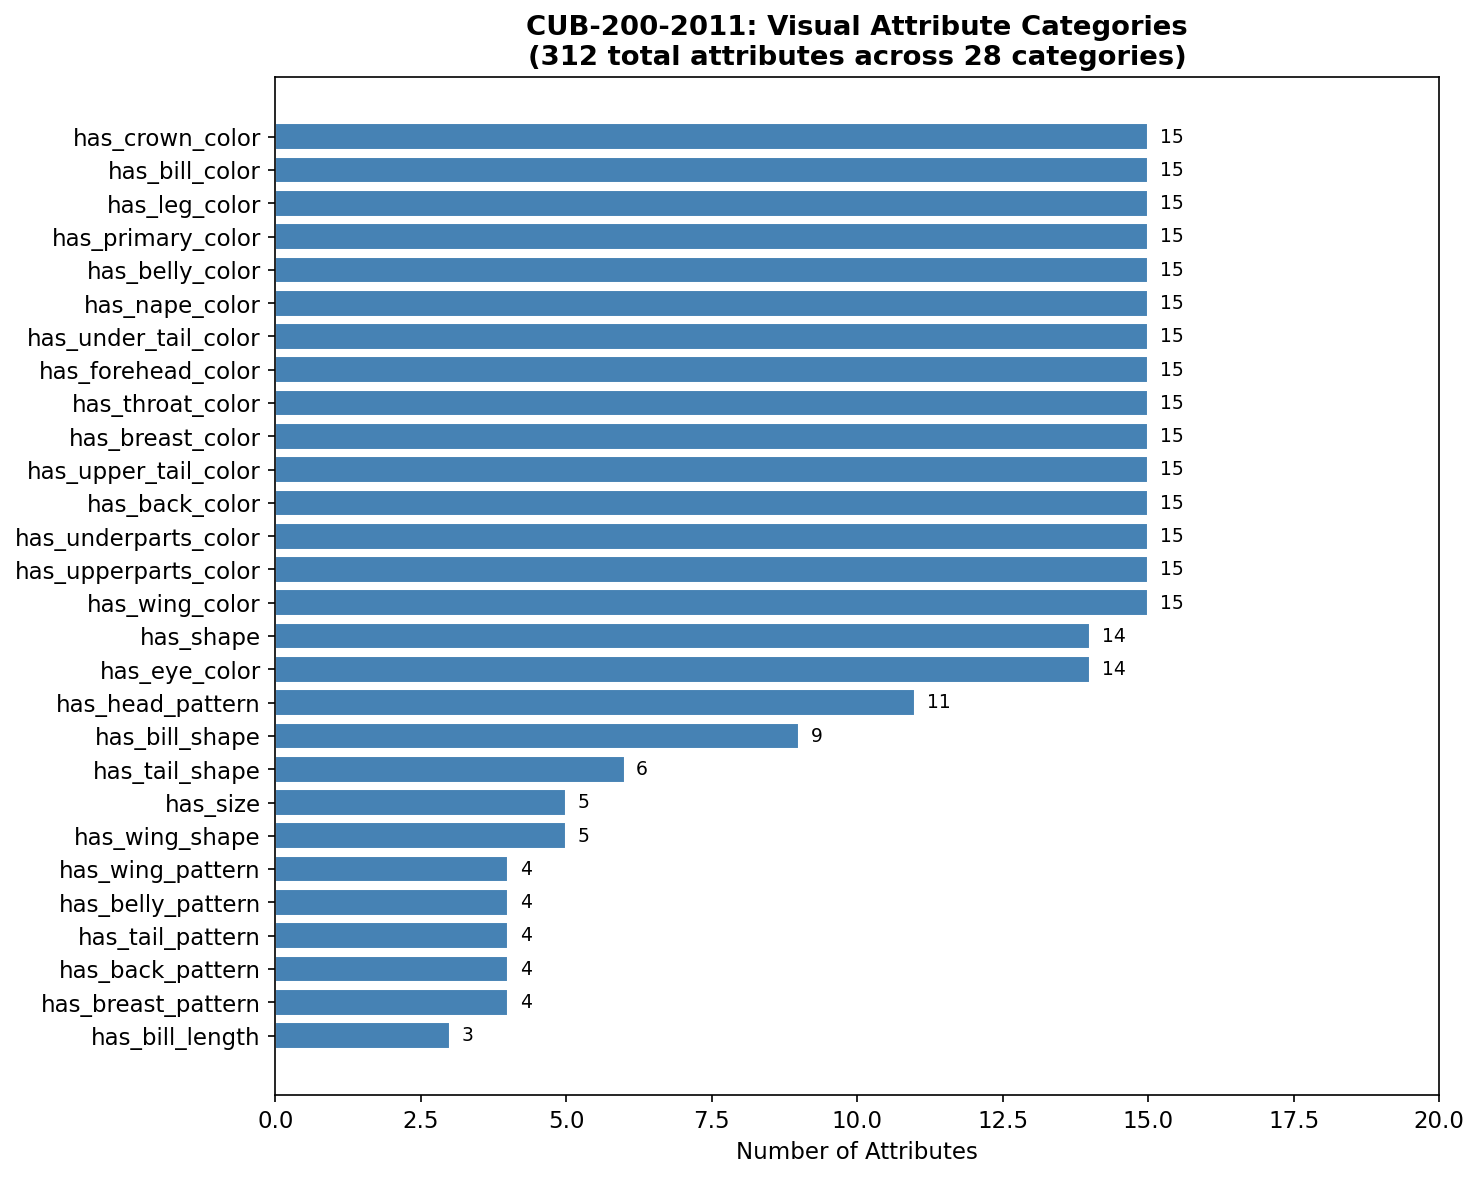 CUB-200-2011: Visual Attribute Categories
(312 total attributes across 28 categories)
has_crown_color 15
has_bill_color 15
has_leg_color 15
has_primary_color 15
has_belly_color 15
has_nape_color 15
has_under_tail_color 15
has_forehead_color 15
has_throat_color 15
has_breast_color 15
has_upper_tail_color 15
has_back_color 15
has_underparts_color 15
has_upperparts_color 15
has_wing_color 15
has_shape 14
has_eye_color 14
has_head_pattern 11
has_bill_shape 9
has_tail_shape 6
has_size 5
has_wing_shape 5
has_wing_pattern 4
has_belly_pattern 4
has_tail_pattern 4
has_back_pattern 4
has_breast_pattern 4
has_bill_length 3
0.0 2.5 5.0 7.5 10.0 12.5 15.0 17.5 20.0
Number of Attributes